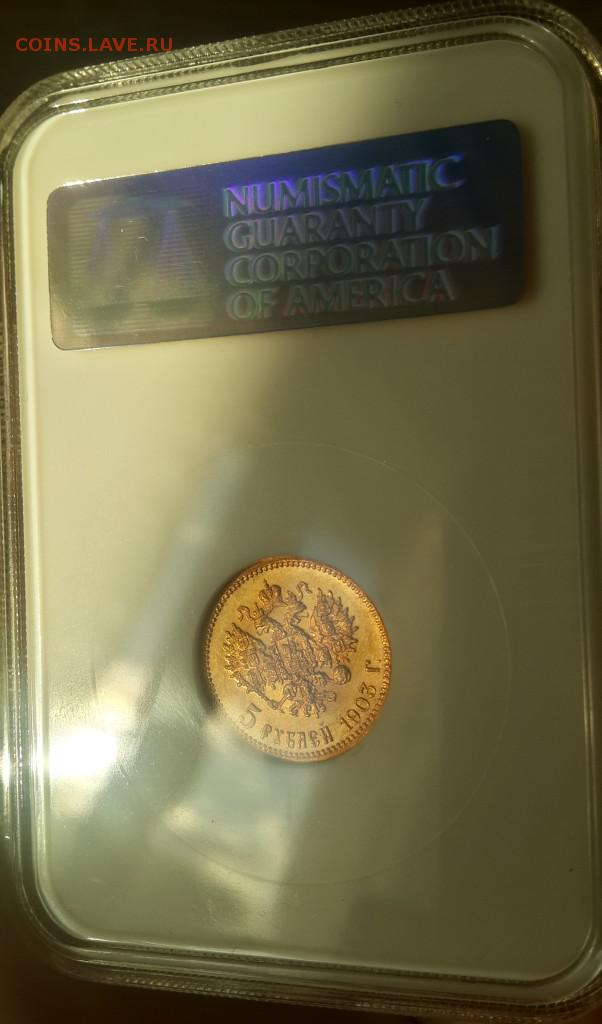 COINS.LAVE.RU
NUMISMATIC
GUARANTY
CORPORATION
OF AMERICA
5 РУБЛЕЙ 1903 Г.